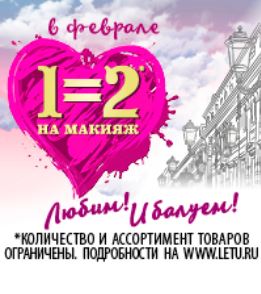 в феврале
1=2
НА МАКИЯЖ
Любим! И балуем!
*КОЛИЧЕСТВО И АССОРТИМЕНТ ТОВАРОВ
ОГРАНИЧЕНЫ. ПОДРОБНОСТИ НА WWW.LETU.RU